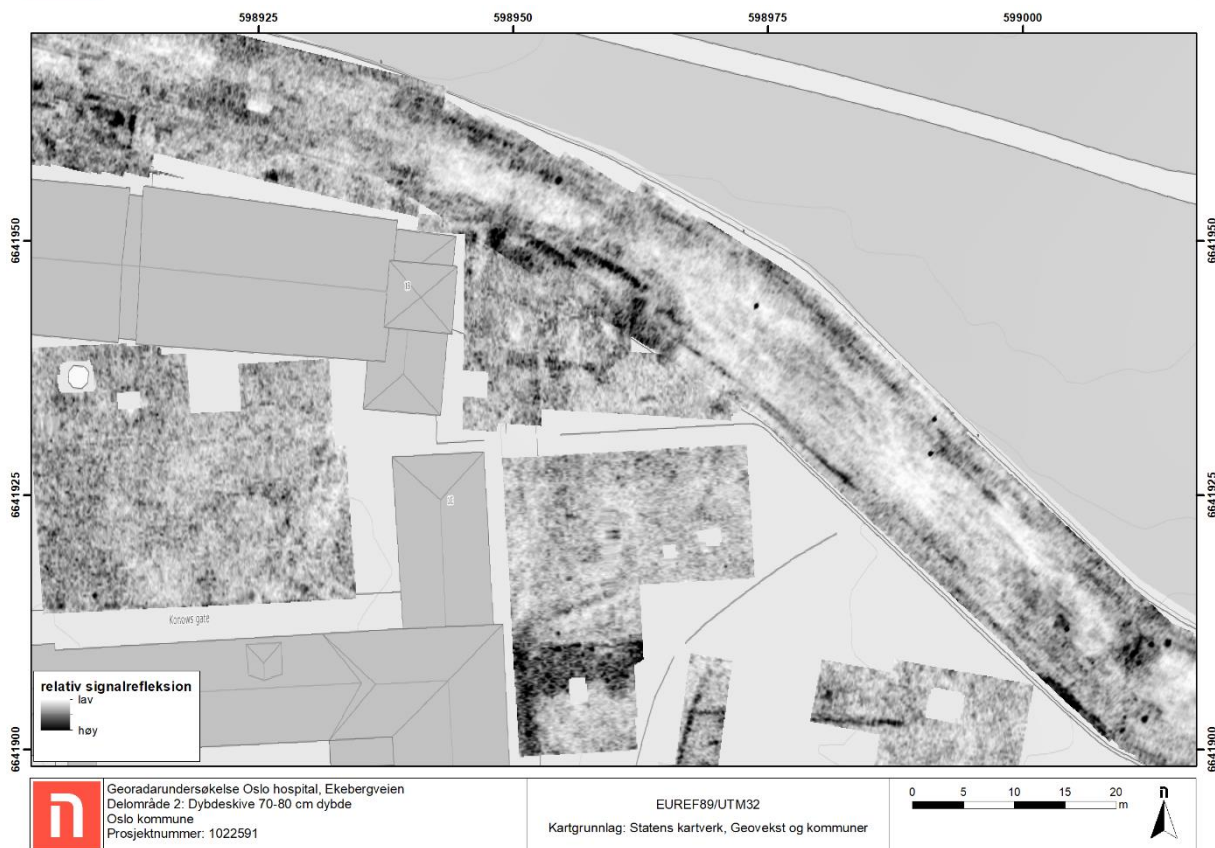 598925
598950
598975
599000
6641950
6641950
6641925
6641925
6641900
6641900
13
Konows gate
relativ signalrefleksion
lav
høy
Georadarundersøkelse Oslo hospital, Ekebergveien
Delområde 2: Dybdeskive 70-80 cm dybde
Oslo kommune
Prosjektnummer: 1022591
EUREF89/UTM32
Kartgrunnlag: Statens kartverk, Geovekst og kommuner
0 5 10 15 20
m